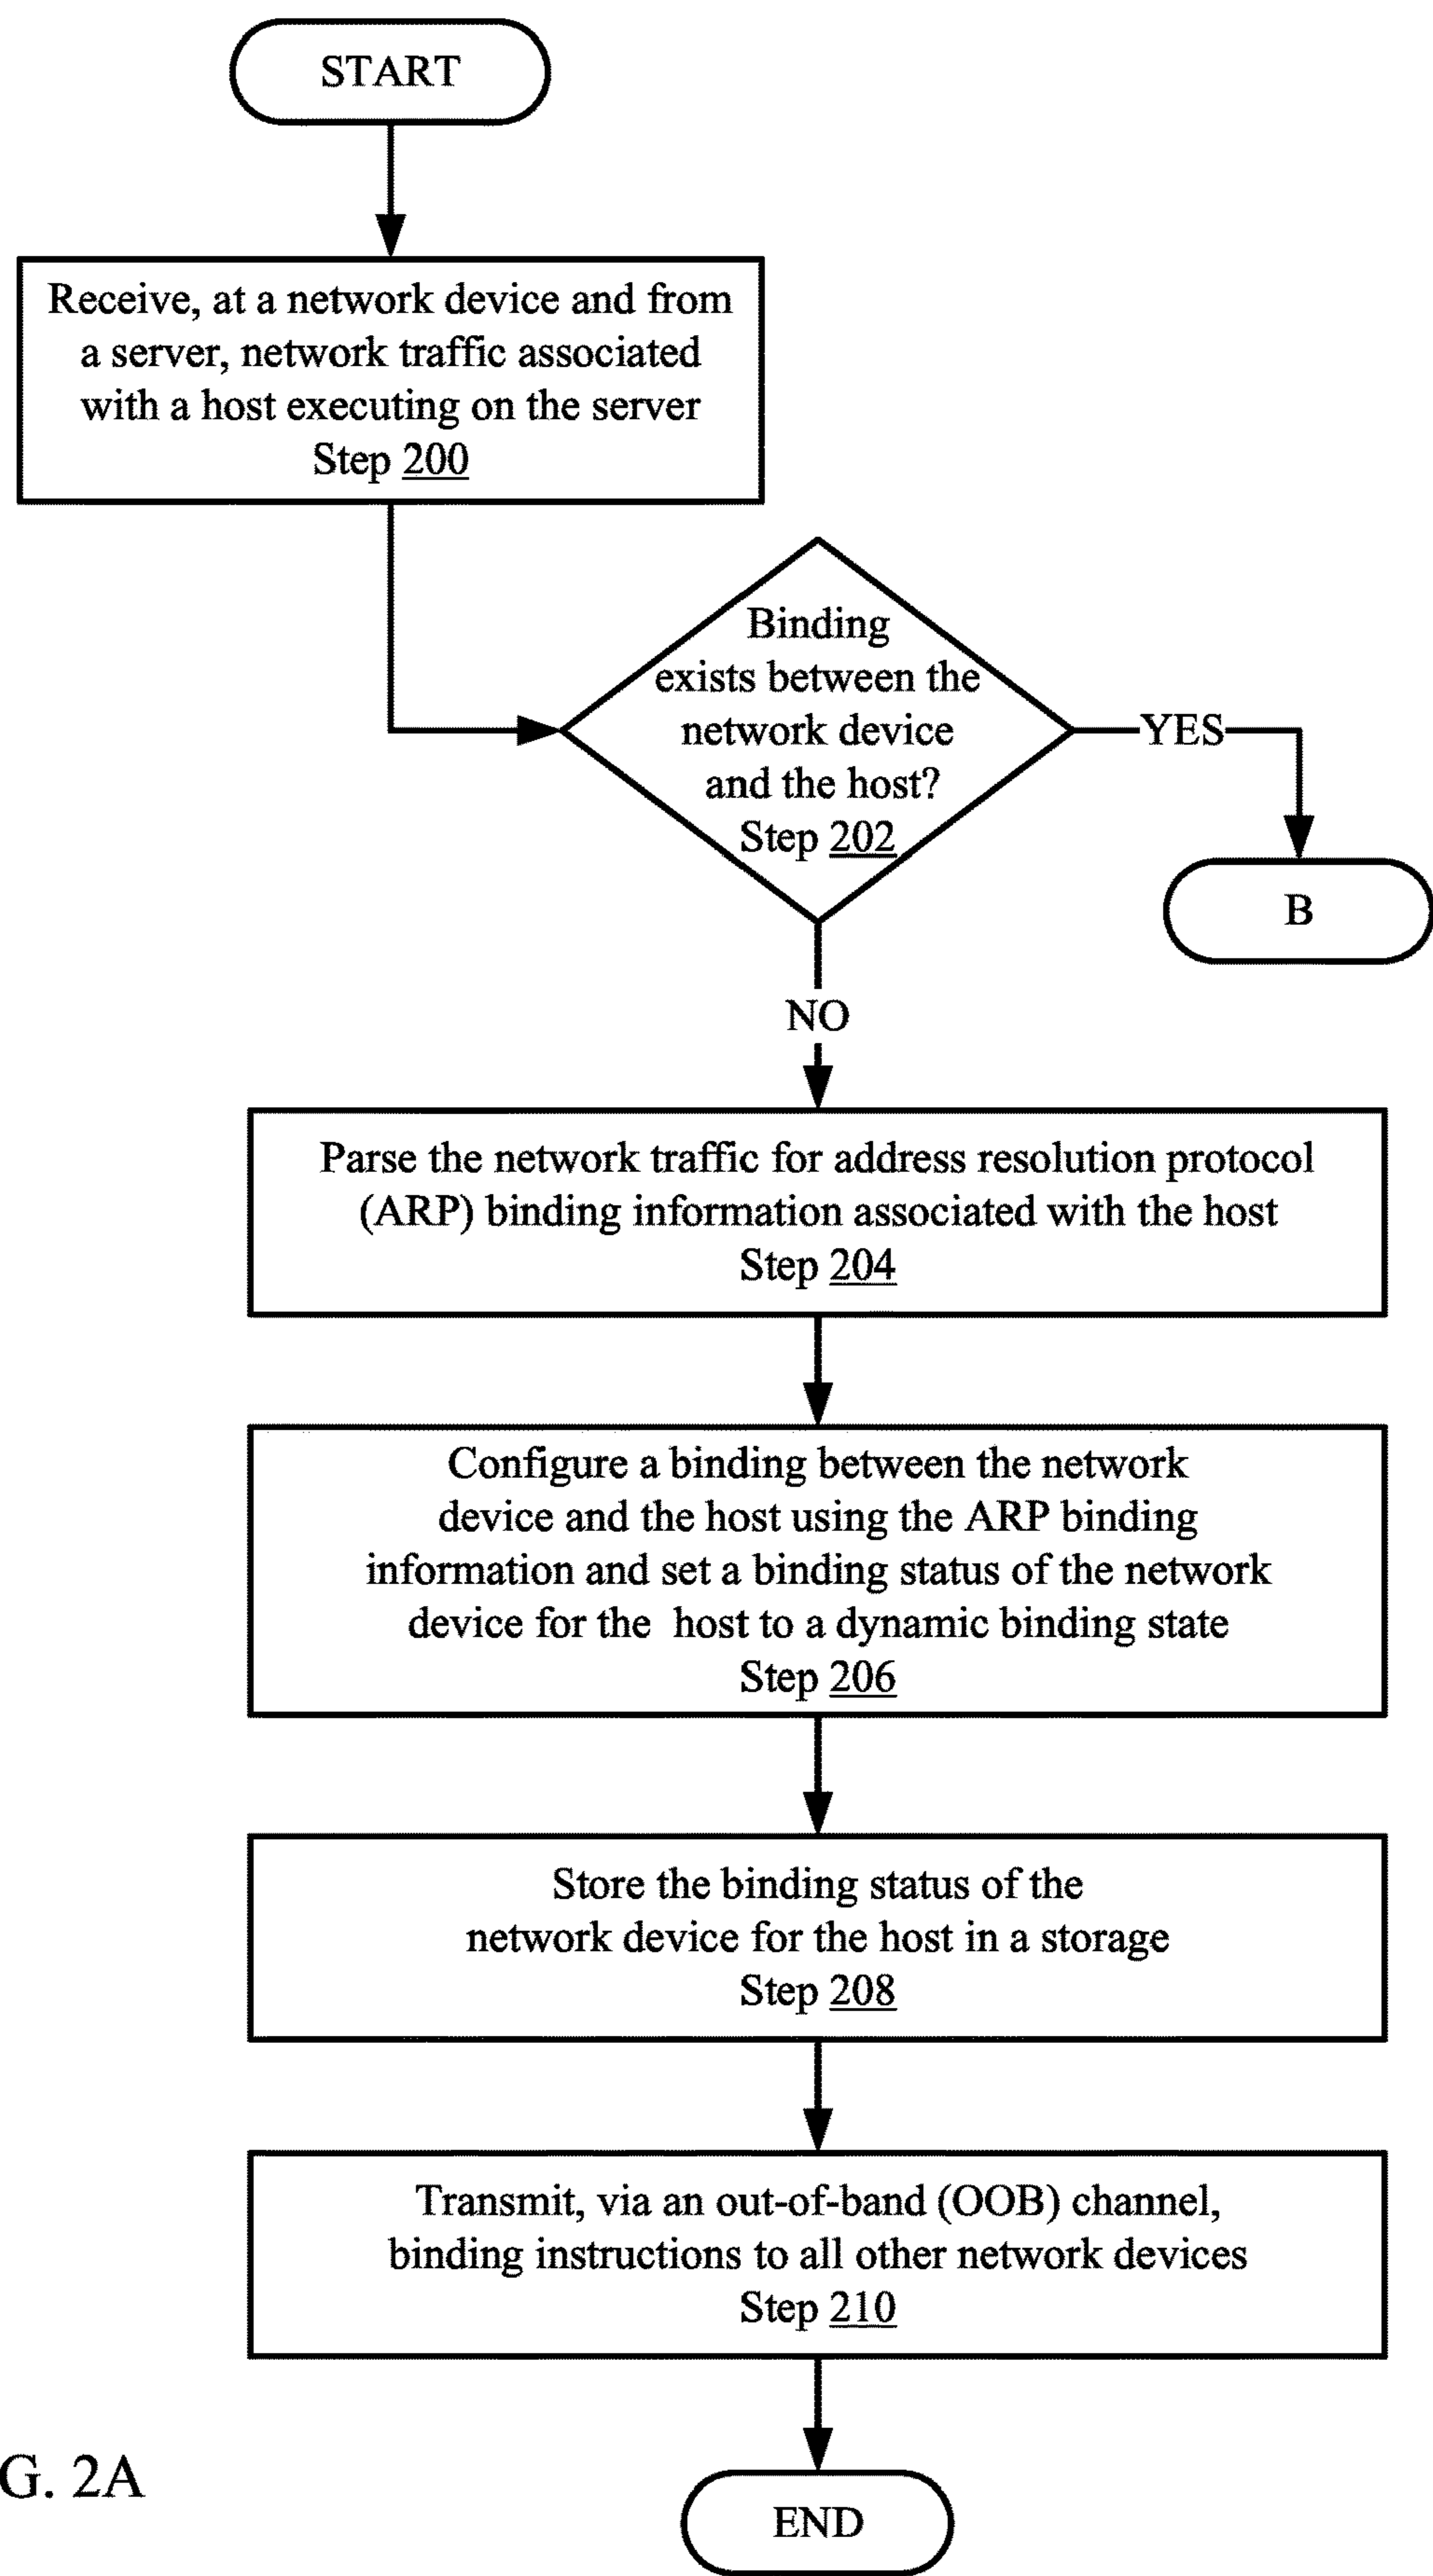 START
Receive, at a network device and from
a server, network traffic associated
with a host executing on the server
Step 200
Binding
exists between the
network device
and the host?
Step 202
YES
B
NO
Parse the network traffic for address resolution protocol
(ARP) binding information associated with the host
Step 204
Configure a binding between the network
device and the host using the ARP binding
information and set a binding status of the network
device for the host to a dynamic binding state
Step 206
Store the binding status of the
network device for the host in a storage
Step 208
Transmit, via an out-of-band (OOB) channel,
binding instructions to all other network devices
Step 210
END
G. 2A